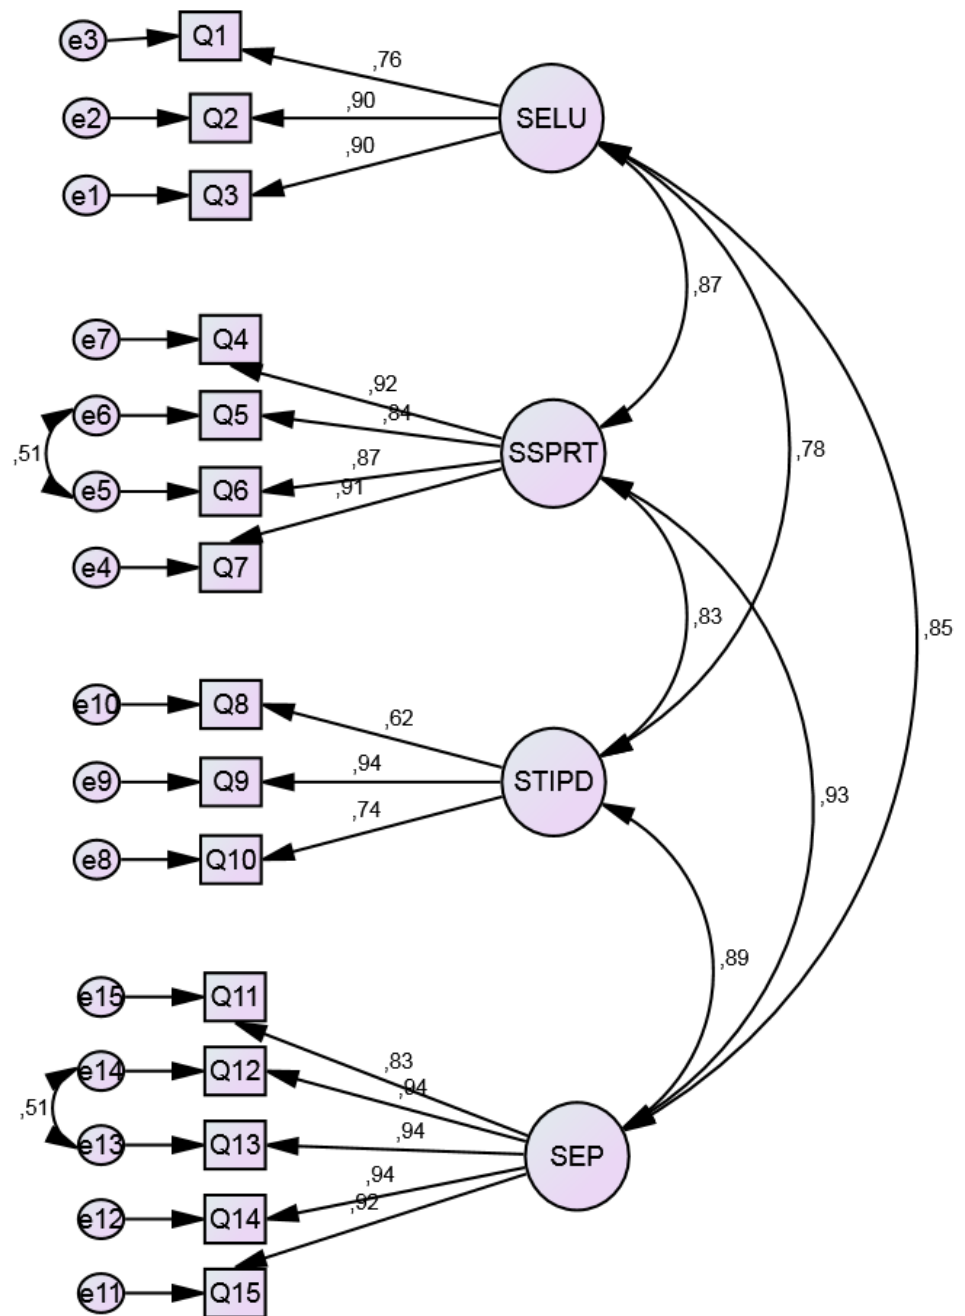 e3 Q1
,76
e2 Q2 ,90 SELU
,90
e1 Q3
,87
e7 Q4
,92
e6 Q5 ,84
,51 SSPRT ,78
,87
e5 Q6
,91
e4 Q7
,83
,85
e10 Q8
,62
e9 Q9 ,94 STIPD
,93
,74
e8 Q10
,89
e15 Q11
,83
e14 Q12 ,94
,51
e13 Q13 ,94 SEP
,94
,92
e12 Q14
e11 Q15